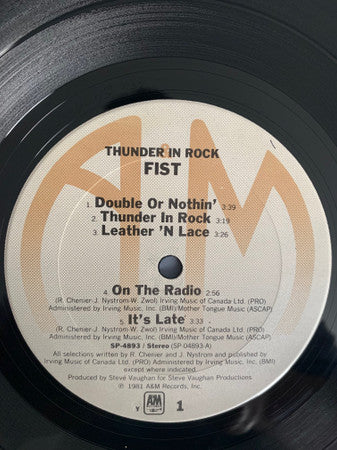 THUNDER IN ROCK
FIST
1. Double Or Nothin' 3:39
2. Thunder In Rock 3:19
3. Leather 'N Lace 3:26
4. On The Radio 2:56
(R. Chenier-J. Nystrom-W. Zwol) Irving Music of Canada Ltd. (PRO)
Administered by Irving Music, Inc. (BMI)/Mother Tongue Music (ASCAP)
5. It's Late 3:33
(R. Chenier-J. Nystrom-W. Zwol) Irving Music of Canada Ltd. (PRO)
Administered by Irving Music, Inc. (BMI)/Mother Tongue Music (ASCAP)
SP-4893 / Stereo (SP 04893-A)
All selections written by R. Chenier and J. Nystrom and published by
Irving Music of Canada Ltd. (PRO) Administered by Irving Music, Inc. (BMI)
except where indicated.
Produced by Steve Vaughan for Steve Vaughan Productions.
℗ 1981 A&M Records, Inc.
Y A&M 1